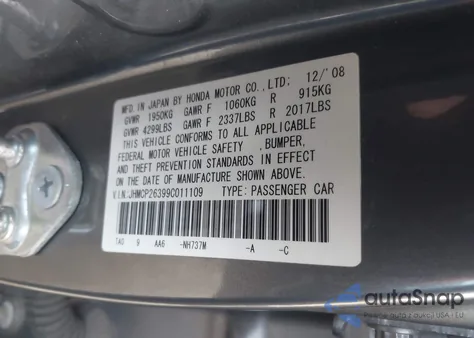 MFD. IN JAPAN BY HONDA MOTOR CO.,LTD: 12/'08
GVWR 1950KG GAWR F 1060KG R 915KG
GVWR 4299LBS GAWR F 2337LBS R 2017LBS
THIS VEHICLE CONFORMS TO ALL APPLICABLE
FEDERAL MOTOR VEHICLE SAFETY ,BUMPER,
AND THEFT PREVENTION STANDARDS IN EFFECT
ON THE DATE OF MANUFACTURE SHOWN ABOVE.
V.I.N:JHMCP26399C011109 TYPE: PASSENGER CAR
TA0 9 AA6 -NH737M -A -C
autoSnap